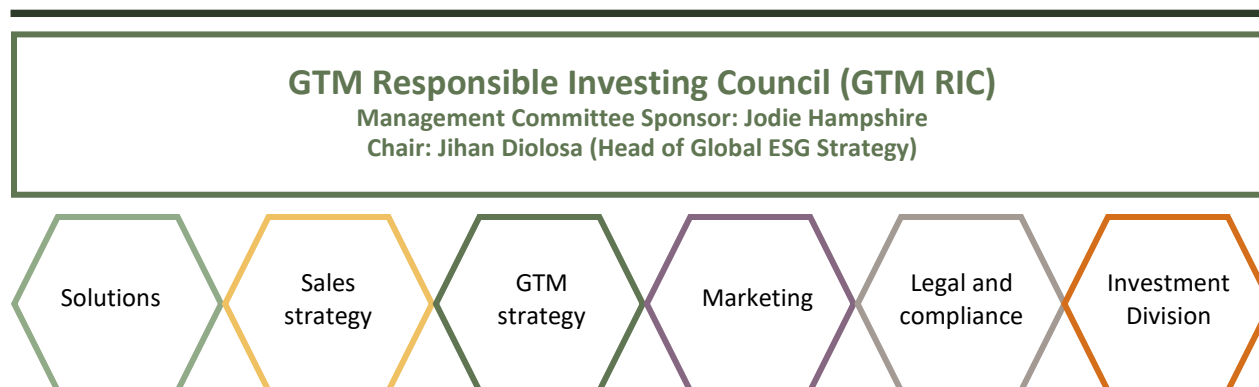 GTM Responsible Investing Council (GTM RIC)
Management Committee Sponsor: Jodie Hampshire
Chair: Jihan Diolosa (Head of Global ESG Strategy)
Solutions
Sales
strategy
GTM
strategy
Marketing
Legal and
compliance
Investment
Division